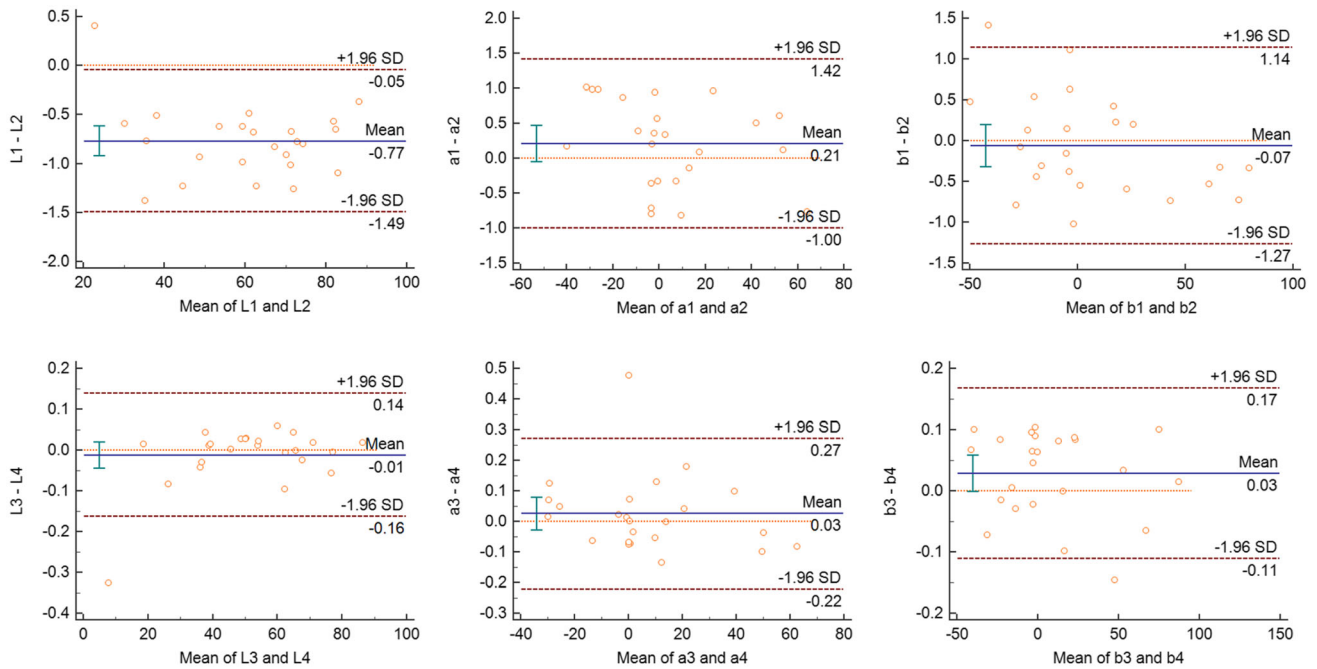 0.5
0.0
-0.5
-1.0
-1.5
-2.0
L1 - L2
+1.96 SD
-0.05
Mean
-0.77
-1.96 SD
-1.49
20 40 60 80 100
Mean of L1 and L2
2.0
1.5
1.0
0.5
0.0
-0.5
-1.0
-1.5
a1 - a2
+1.96 SD
1.42
Mean
0.21
-1.96 SD
-1.00
-60 -40 -20 0 20 40 60 80
Mean of a1 and a2
1.5
1.0
0.5
0.0
-0.5
-1.0
-1.5
b1 - b2
+1.96 SD
1.14
Mean
-0.07
-1.96 SD
-1.27
-50 0 50 100
Mean of b1 and b2
0.2
0.1
0.0
-0.1
-0.2
-0.3
-0.4
L3 - L4
+1.96 SD
0.14
Mean
-0.01
-1.96 SD
-0.16
0 20 40 60 80 100
Mean of L3 and L4
0.5
0.4
0.3
0.2
0.1
0.0
-0.1
-0.2
-0.3
a3 - a4
+1.96 SD
0.27
Mean
0.03
-1.96 SD
-0.22
-40 -20 0 20 40 60 80
Mean of a3 and a4
0.2
0.1
0.0
-0.1
-0.2
b3 - b4
+1.96 SD
0.17
Mean
0.03
-1.96 SD
-0.11
-50 0 50 100 150
Mean of b3 and b4